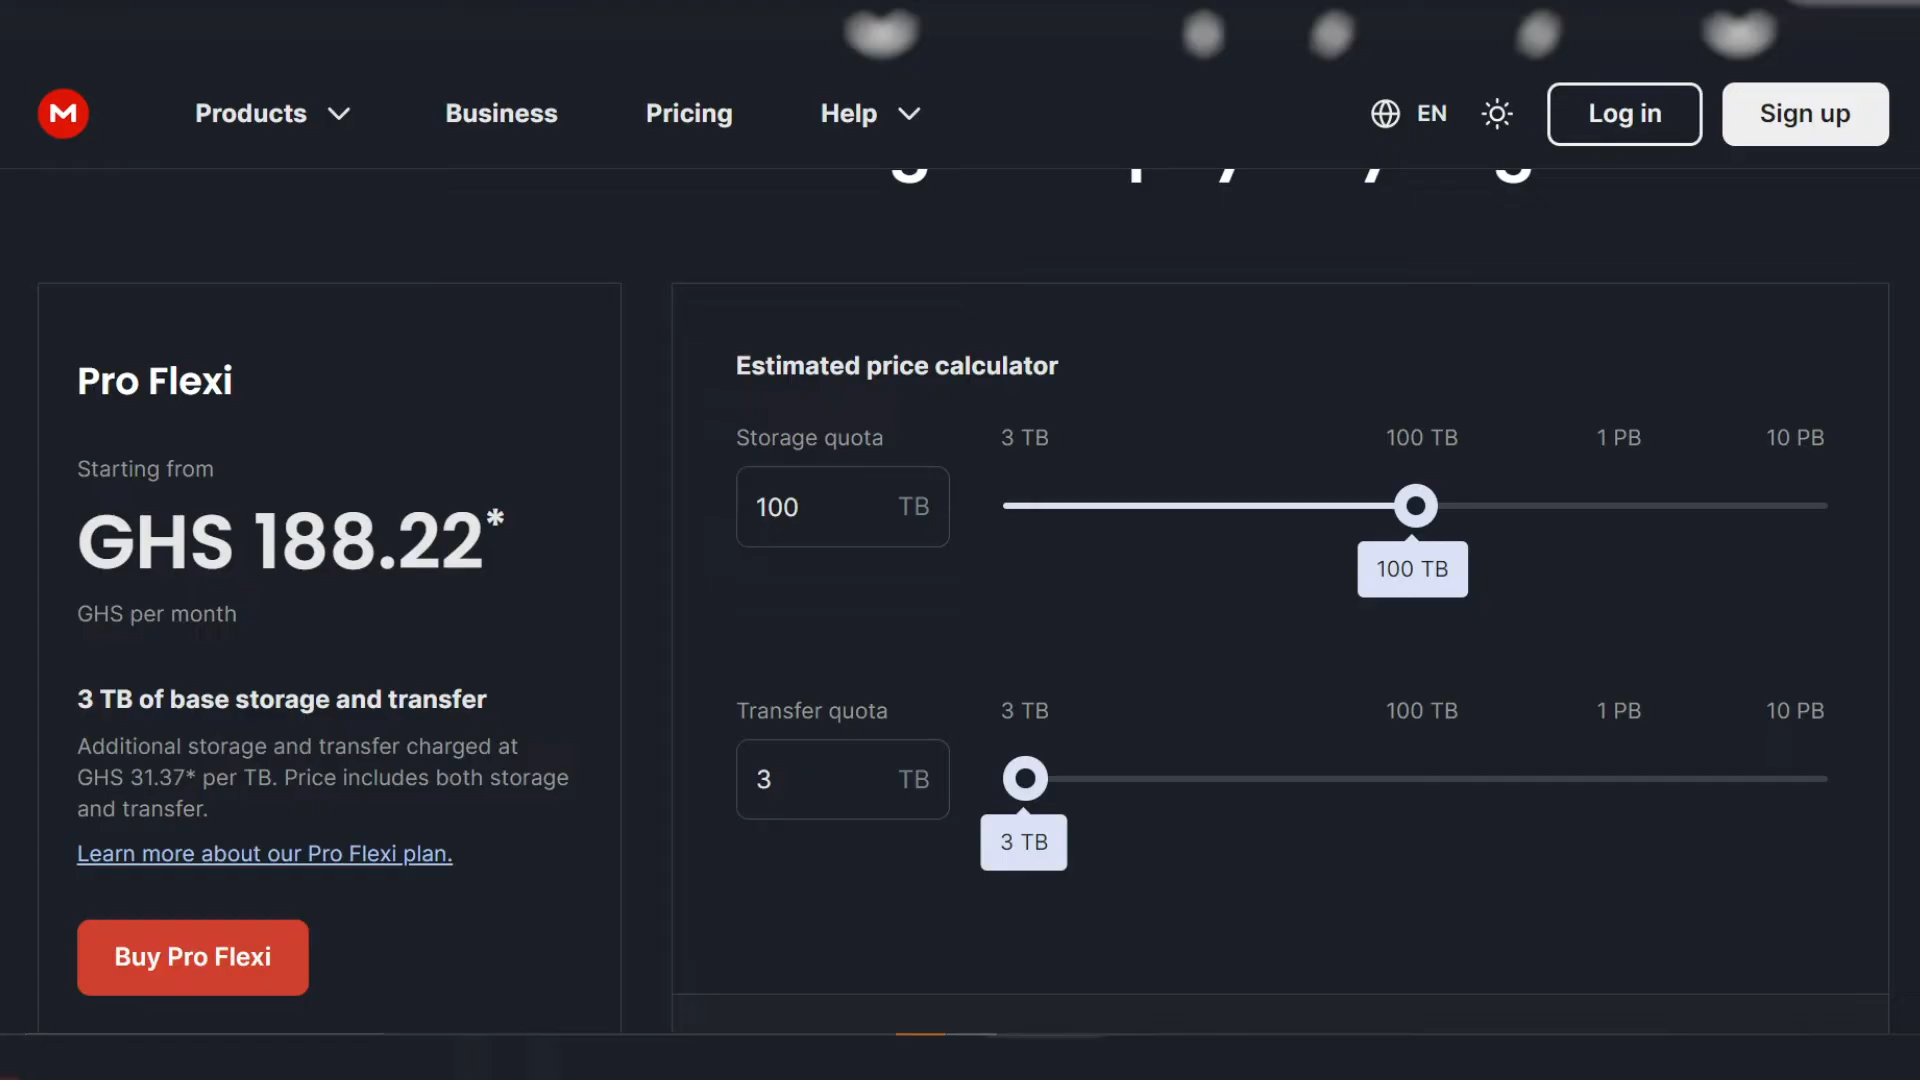 M
Products
Business
Pricing
Help
EN
Log in
Sign up
Pro Flexi
Starting from
GHS 188.22*
GHS per month
3 TB of base storage and transfer
Additional storage and transfer charged at
GHS 31.37* per TB. Price includes both storage
and transfer.
Learn more about our Pro Flexi plan.
Buy Pro Flexi
Estimated price calculator
Storage quota
3 TB
100 TB
1 PB
10 PB
100 TB
100 TB
Transfer quota
3 TB
100 TB
1 PB
10 PB
3 TB
3 TB